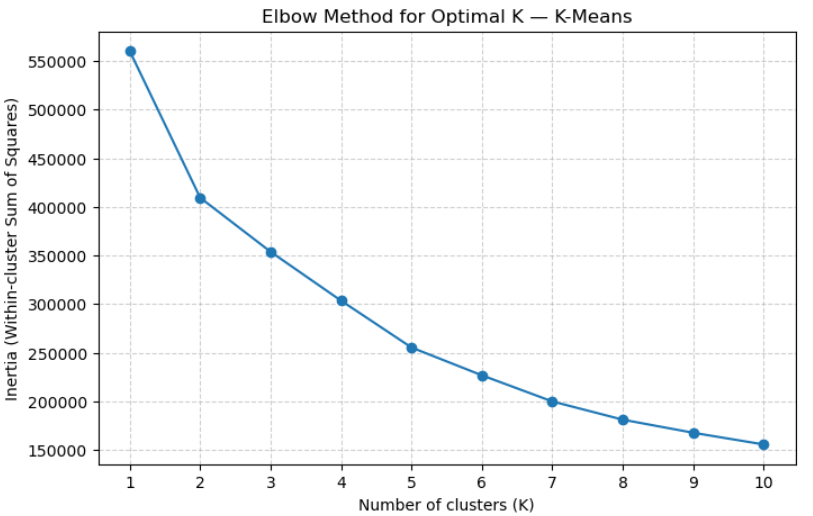 Elbow Method for Optimal K — K-Means
Inertia (Within-cluster Sum of Squares)
550000
500000
450000
400000
350000
300000
250000
200000
150000
1 2 3 4 5 6 7 8 9 10
Number of clusters (K)